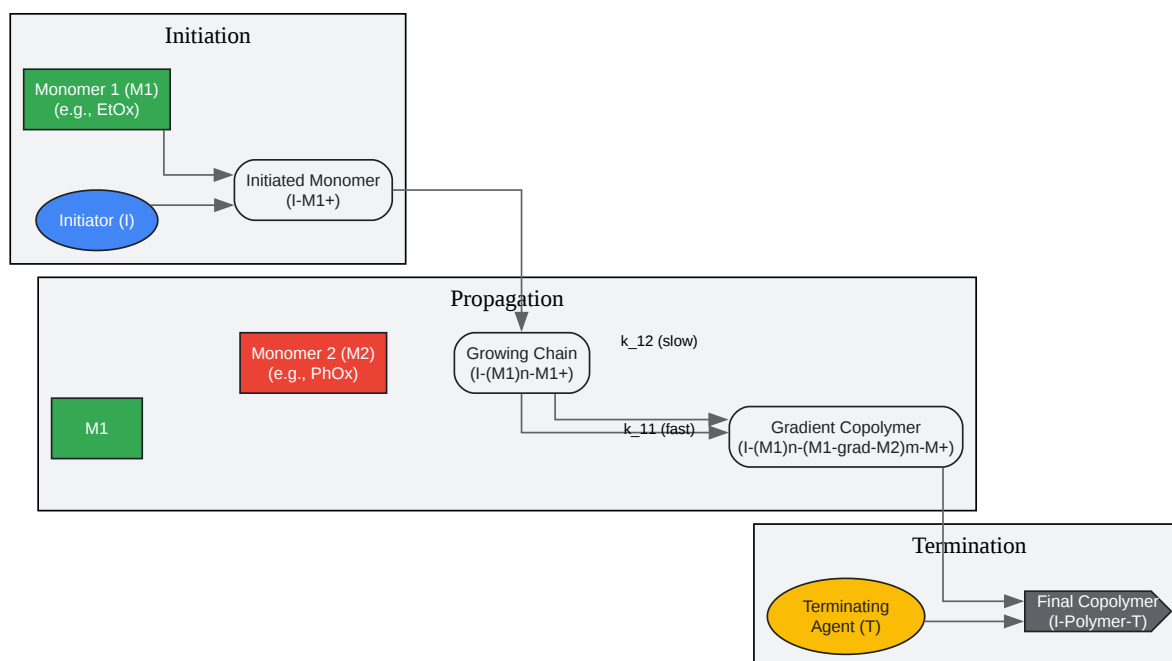 Initiation
Monomer 1 (M1)
(e.g., EtOx)
Initiated Monomer
(I-M1+)
Initiator (I)
Propagation
Monomer 2 (M2)
(e.g., PhOx)
Growing Chain
(I-(M1)n-M1+)
k_12 (slow)
M1
k_11 (fast)
Gradient Copolymer
(I-(M1)n-(M1-grad-M2)m-M+)
Termination
Terminating
Agent (T)
Final Copolymer
(I-Polymer-T)